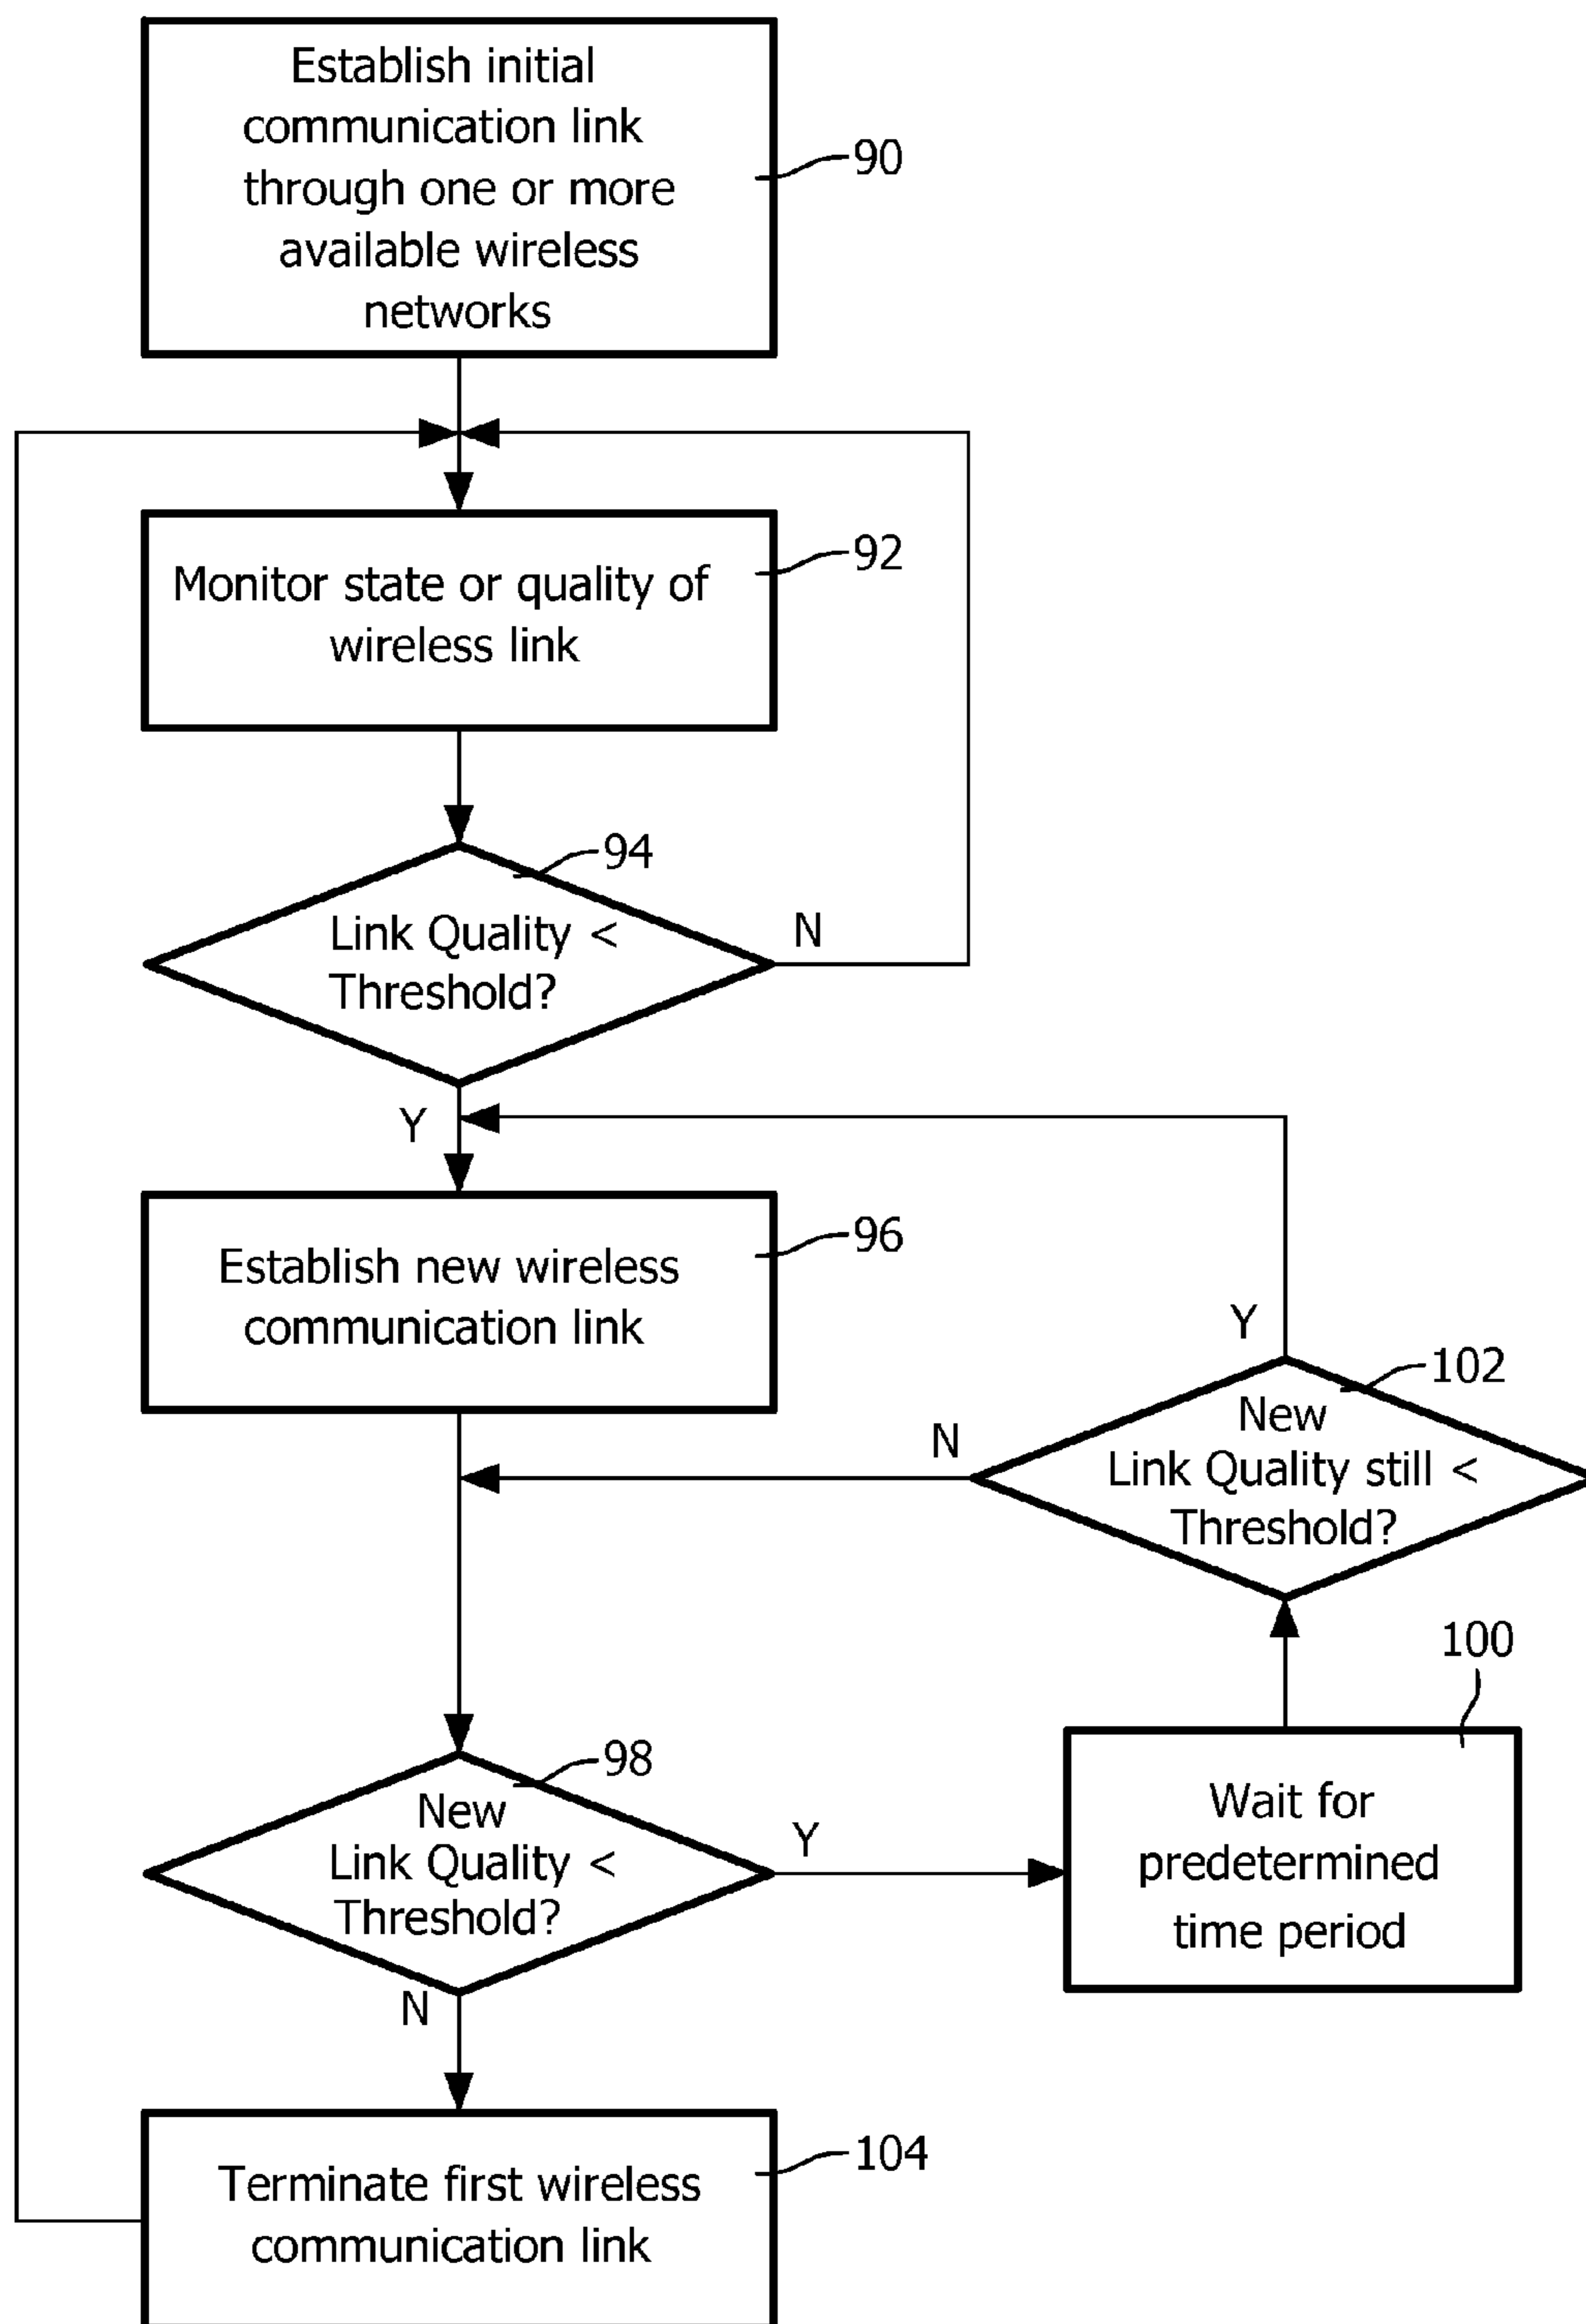 Establish initial
communication link
through one or more
available wireless
networks
90
Monitor state or quality of
wireless link
92
94
Link Quality <
Threshold?
N
Y
Establish new wireless
communication link
96
Y
102
New
Link Quality still <
Threshold?
N
98
New
Link Quality <
Threshold?
Y
N
100
Wait for
predetermined
time period
Terminate first wireless
communication link
104